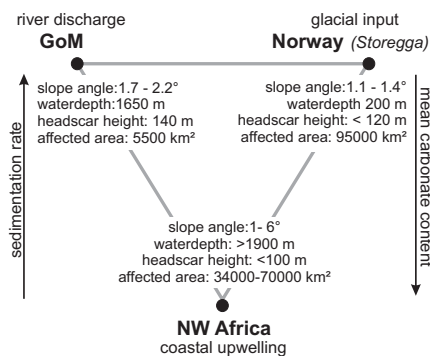 river discharge
GoM
glacial input
Norway (Storegga)
slope angle:1.7 - 2.2°
waterdepth:1650 m
headscar height: 140 m
affected area: 5500 km²
slope angle:1.1 - 1.4°
waterdepth 200 m
headscar height: < 120 m
affected area: 95000 km²
sedimentation rate
mean carbonate content
slope angle:1- 6°
waterdepth: >1900 m
headscar height: <100 m
affected area: 34000-70000 km²
NW Africa
coastal upwelling